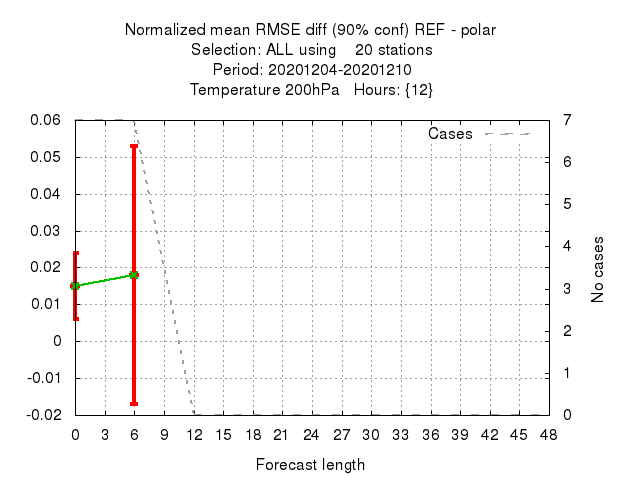 Normalized mean RMSE diff (90% conf) REF - polar
Selection: ALL using    20 stations
Period: 20201204-20201210
Temperature 200hPa   Hours: {12}
Cases
0.06
0.05
0.04
0.03
0.02
0.01
0
-0.01
-0.02
7
6
5
4
3
2
1
0
No cases
0 3 6 9 12 15 18 21 24 27 30 33 36 39 42 45 48
Forecast length